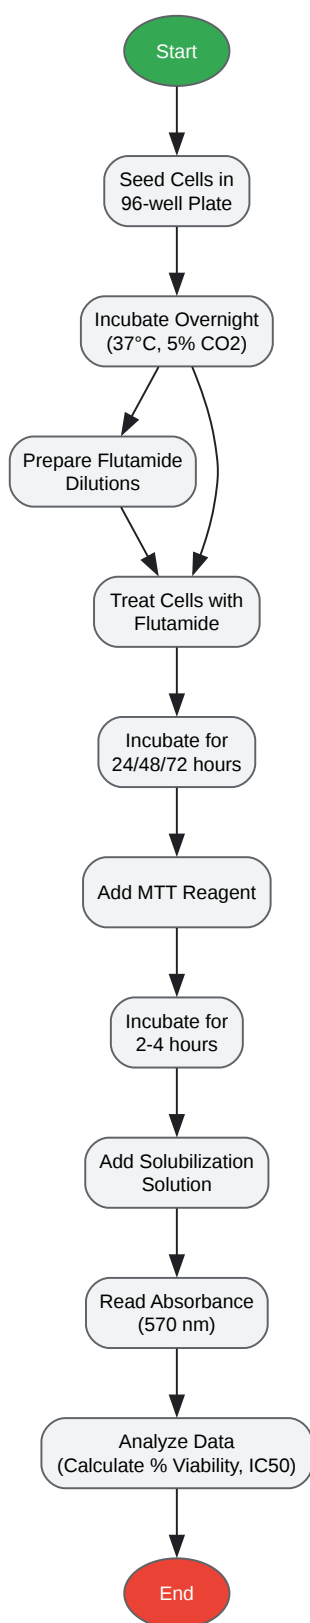 Start
Seed Cells in
96-well Plate
Incubate Overnight
(37°C, 5% CO2)
Prepare Flutamide
Dilutions
Treat Cells with
Flutamide
Incubate for
24/48/72 hours
Add MTT Reagent
Incubate for
2-4 hours
Add Solubilization
Solution
Read Absorbance
(570 nm)
Analyze Data
(Calculate % Viability, IC50)
End